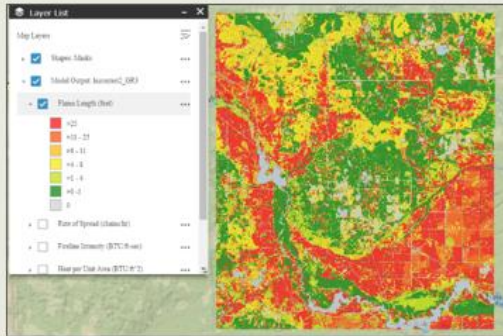 Layer List
Map Layers
Shapes: Masks
Model Output:
Flame Length (feet)
>25
>11 - 25
>8 - 11
>4 - 8
>1 - 4
>0 - 1
0
Rate of Spread (chains/hr)
Fireline Intensity (BTU/ft-sec)
Heat per Unit Area (BTU/ft^2)